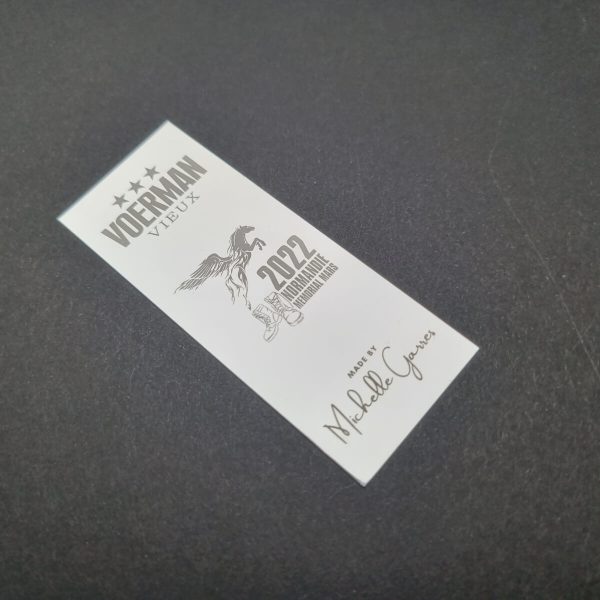 VOERMAN
VIEUX
2022
NORMANDIE
MEMORIAL MARS
MADE BY
Michelle Garres